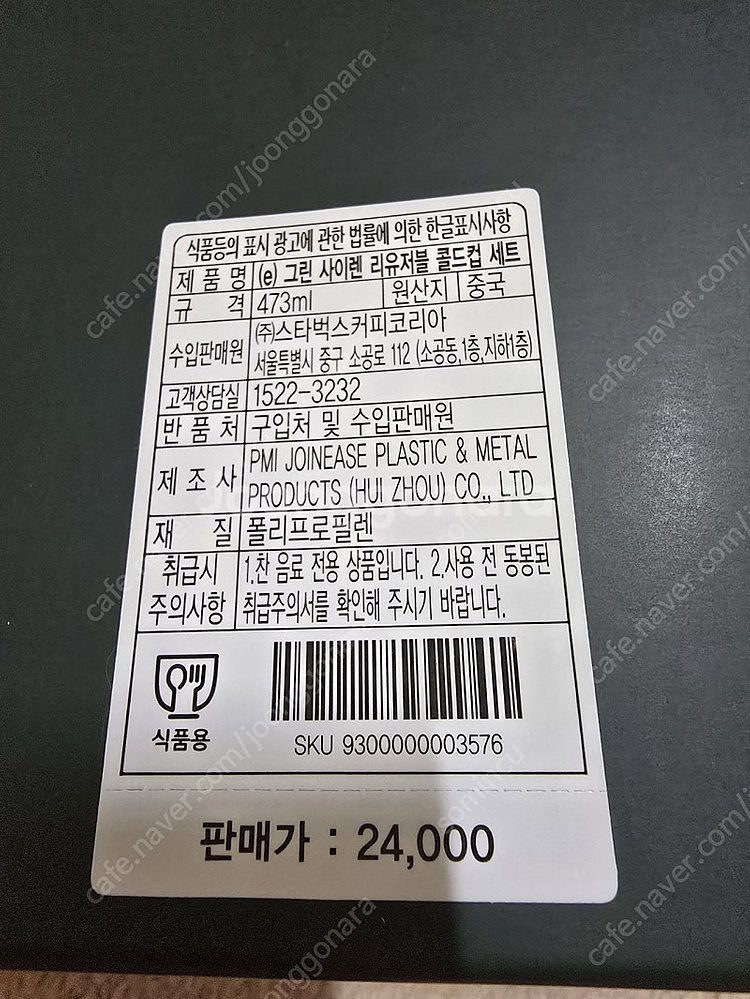 식품등의 표시 광고에 관한 법률에 의한 한글표시사항
제 품 명 (e) 그린 사이렌 리유저블 콜드컵 세트
규 격 473ml 원산지 중국
수입판매원 (주)스타벅스커피코리아
서울특별시 중구 소공로 112 (소공동,1층,지하1층)
고객상담실 1522-3232
반 품 처 구입처 및 수입판매원
제 조 사 PMI JOINEASE PLASTIC & METAL
PRODUCTS (HUI ZHOU) CO., LTD
재 질 폴리프로필렌
취급시 주의사항 1.찬 음료 전용 상품입니다. 2.사용 전 동봉된
취급주의서를 확인해 주시기 바랍니다.
식품용
SKU 9300000003576
판매가 : 24,000
cafe.naver.com/joonggonara